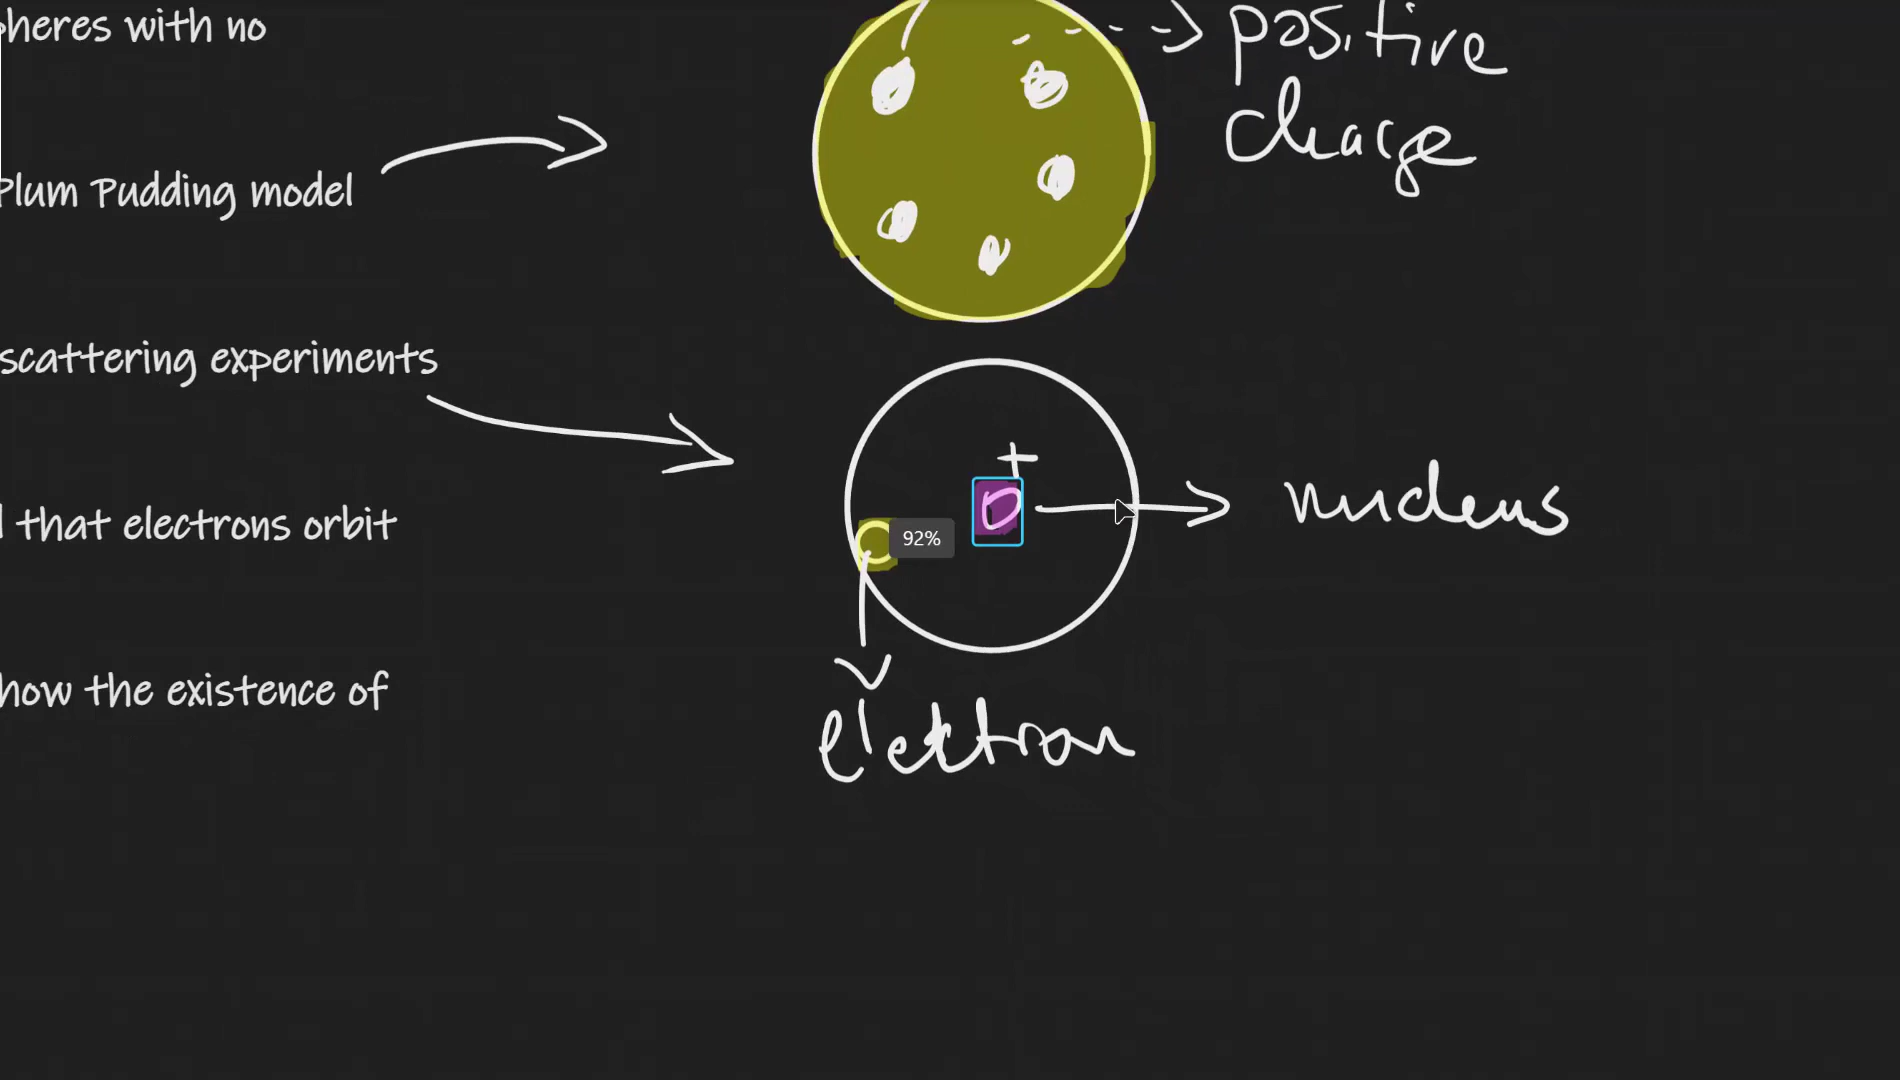 pheres with no
positive
charge
Plum Pudding model
scattering experiments
+
nucleus
that electrons orbit
92%
how the existence of
electron